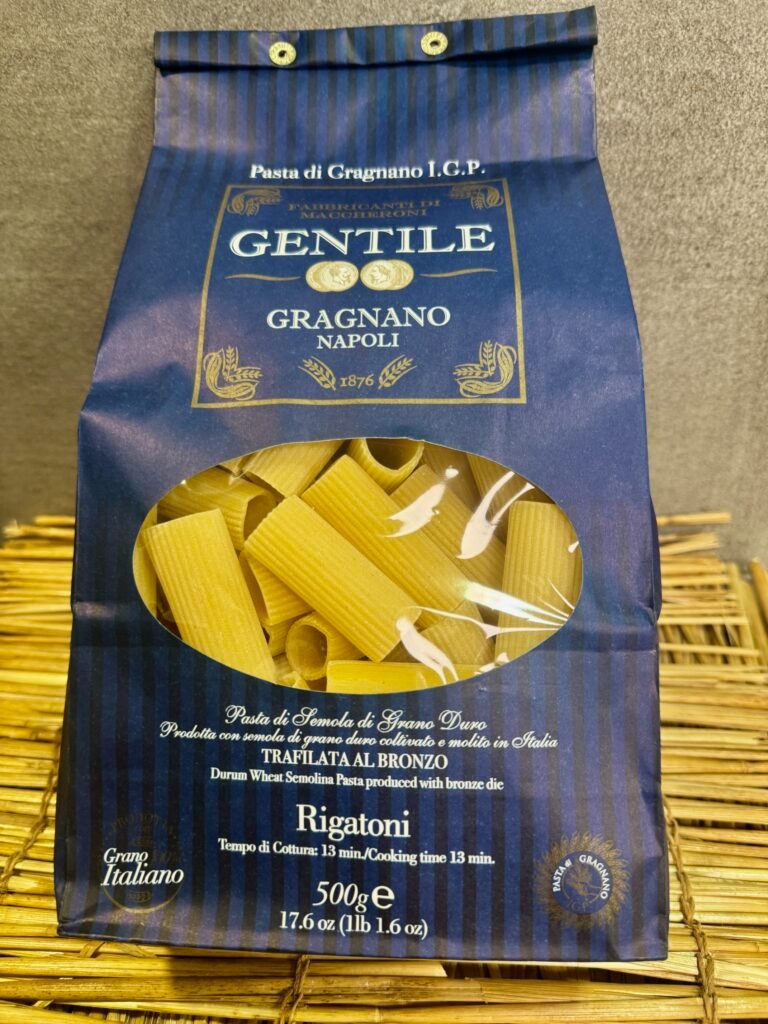 Pasta di Gragnano I.G.P.
FABBRICANTI DI
MACCHERONI
GENTILE
GRAGNANO
NAPOLI
1876
Pasta di Semola di Grano Duro
Prodotta con semola di grano duro coltivato e molito in Italia
TRAFILATA AL BRONZO
Durum Wheat Semolina Pasta produced with bronze die
Rigatoni
Tempo di Cottura: 13 min./Cooking time 13 min.
500g e
17.6 oz (1lb 1.6 oz)
Grano
Italiano
PASTA di GRAGNANO